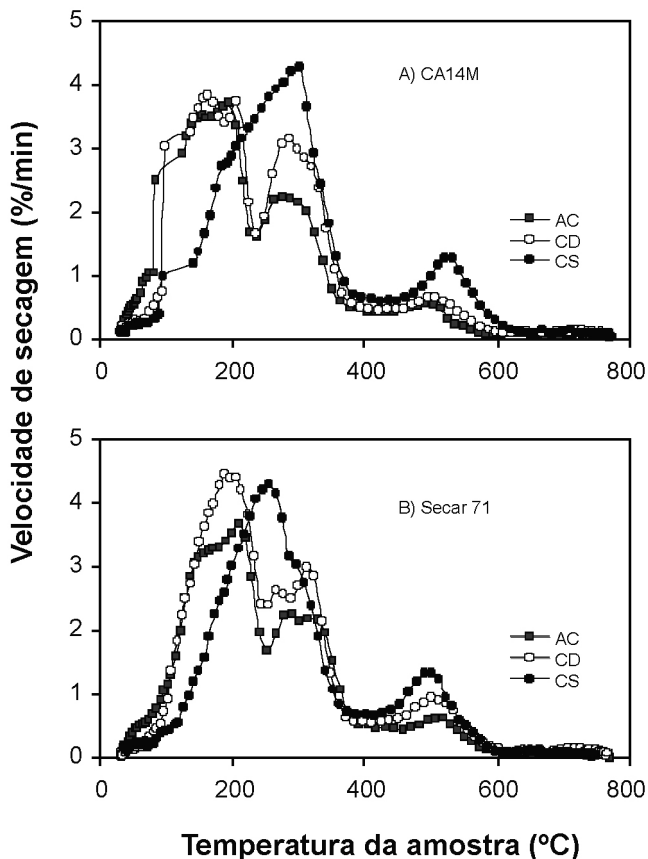 Velocidade de secagem (%/min)
5
4
3
2
1
0
A) CA14M
AC
CD
CS
0 200 400 600 800
5
4
3
2
1
0
B) Secar 71
AC
CD
CS
0 200 400 600 800
Temperatura da amostra (ºC)